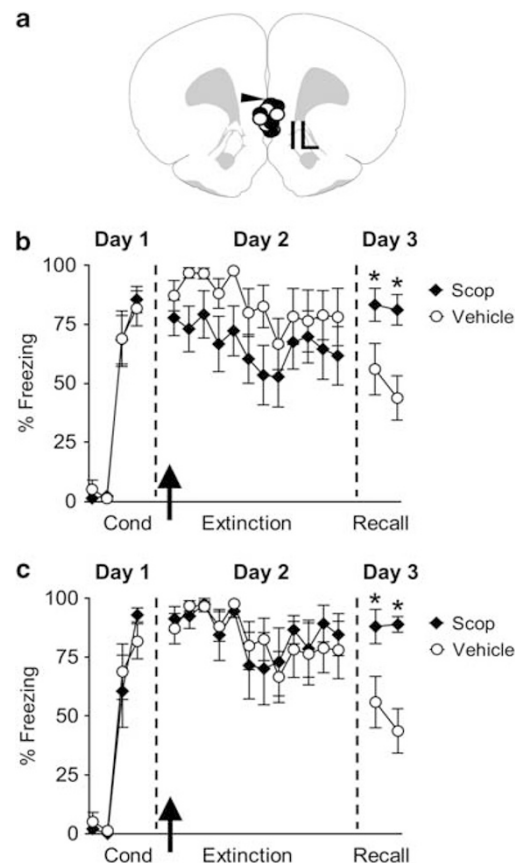 a
IL
b
Day 1 Day 2 Day 3
100
75
50
25
0
% Freezing
* *
Scop
Vehicle
Cond Extinction Recall
c
Day 1 Day 2 Day 3
100
75
50
25
0
% Freezing
* *
Scop
Vehicle
Cond Extinction Recall